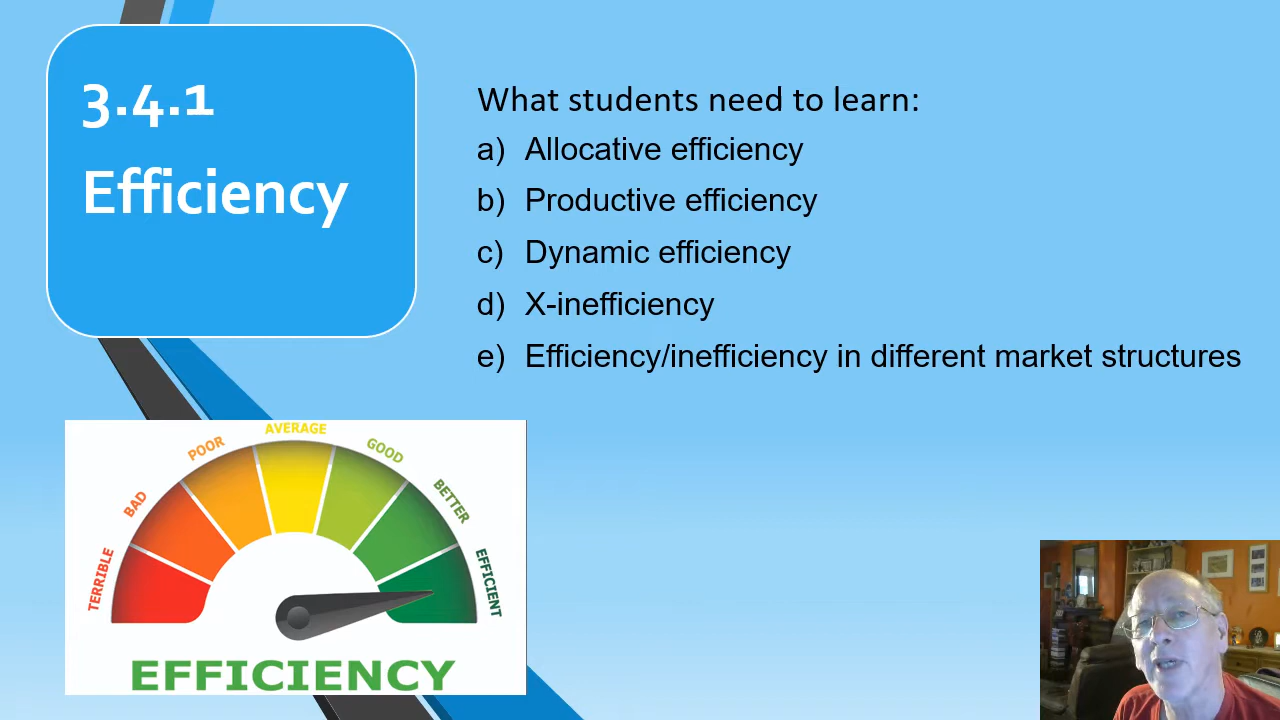 3.4.1
Efficiency
What students need to learn:
a) Allocative efficiency
b) Productive efficiency
c) Dynamic efficiency
d) X-inefficiency
e) Efficiency/inefficiency in different market structures
TERRIBLE
BAD
POOR
AVERAGE
GOOD
BETTER
EFFICIENT
EFFICIENCY